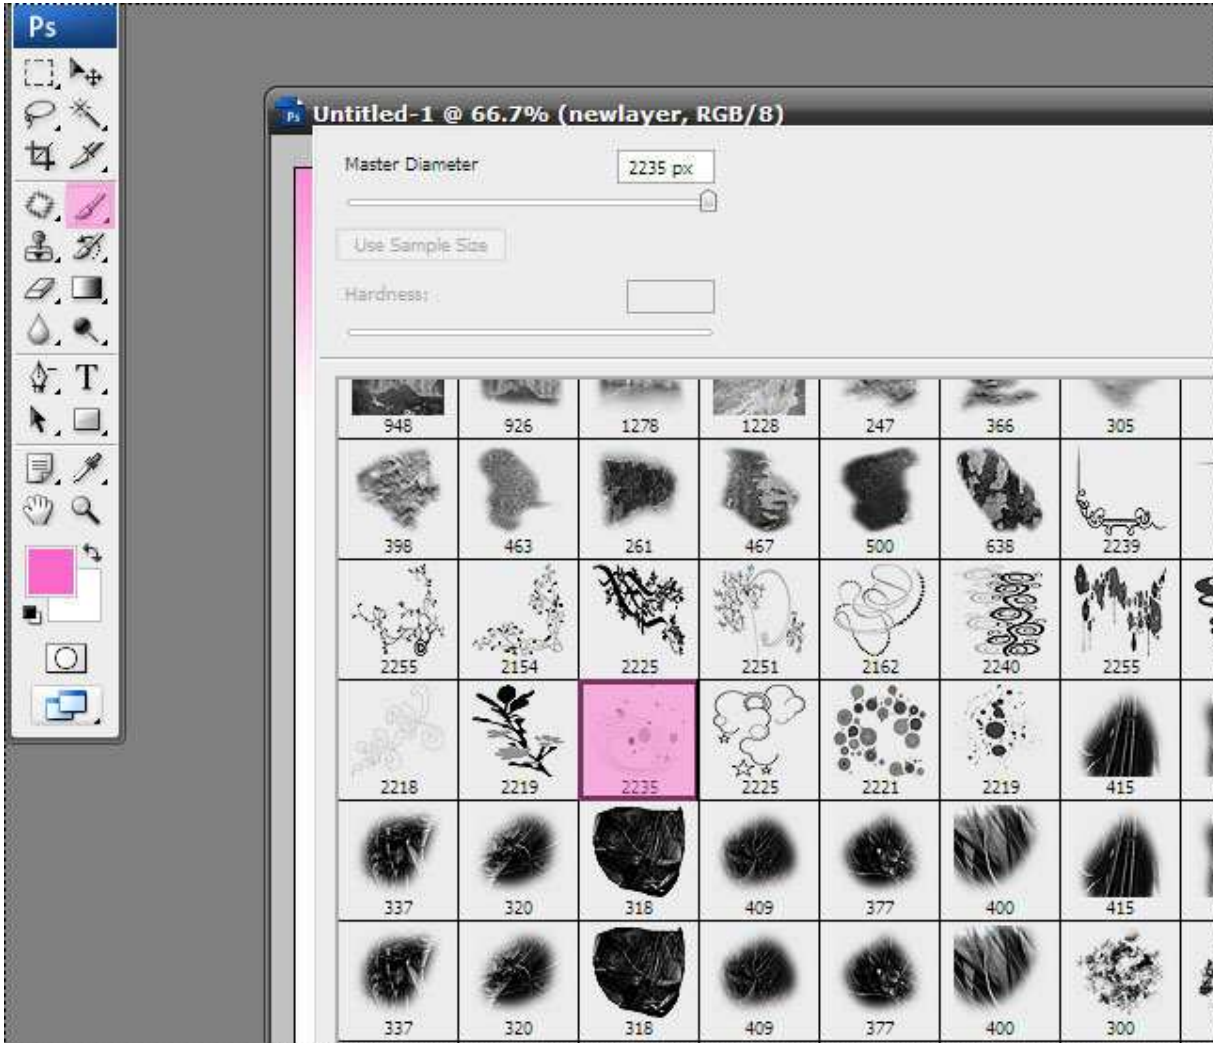 Ps
Ps Untitled-1 @ 66.7% (newlayer, RGB/8)
Master Diameter 2235 px
Use Sample Size
Hardness:
T
948 926 1278 1228 247 366 305
398 463 261 467 500 638 2239
2255 2154 2225 2251 2162 2240 2255
2218 2219 2235 2225 2221 2219 415
337 320 318 409 377 400 415
337 320 318 409 377 400 300